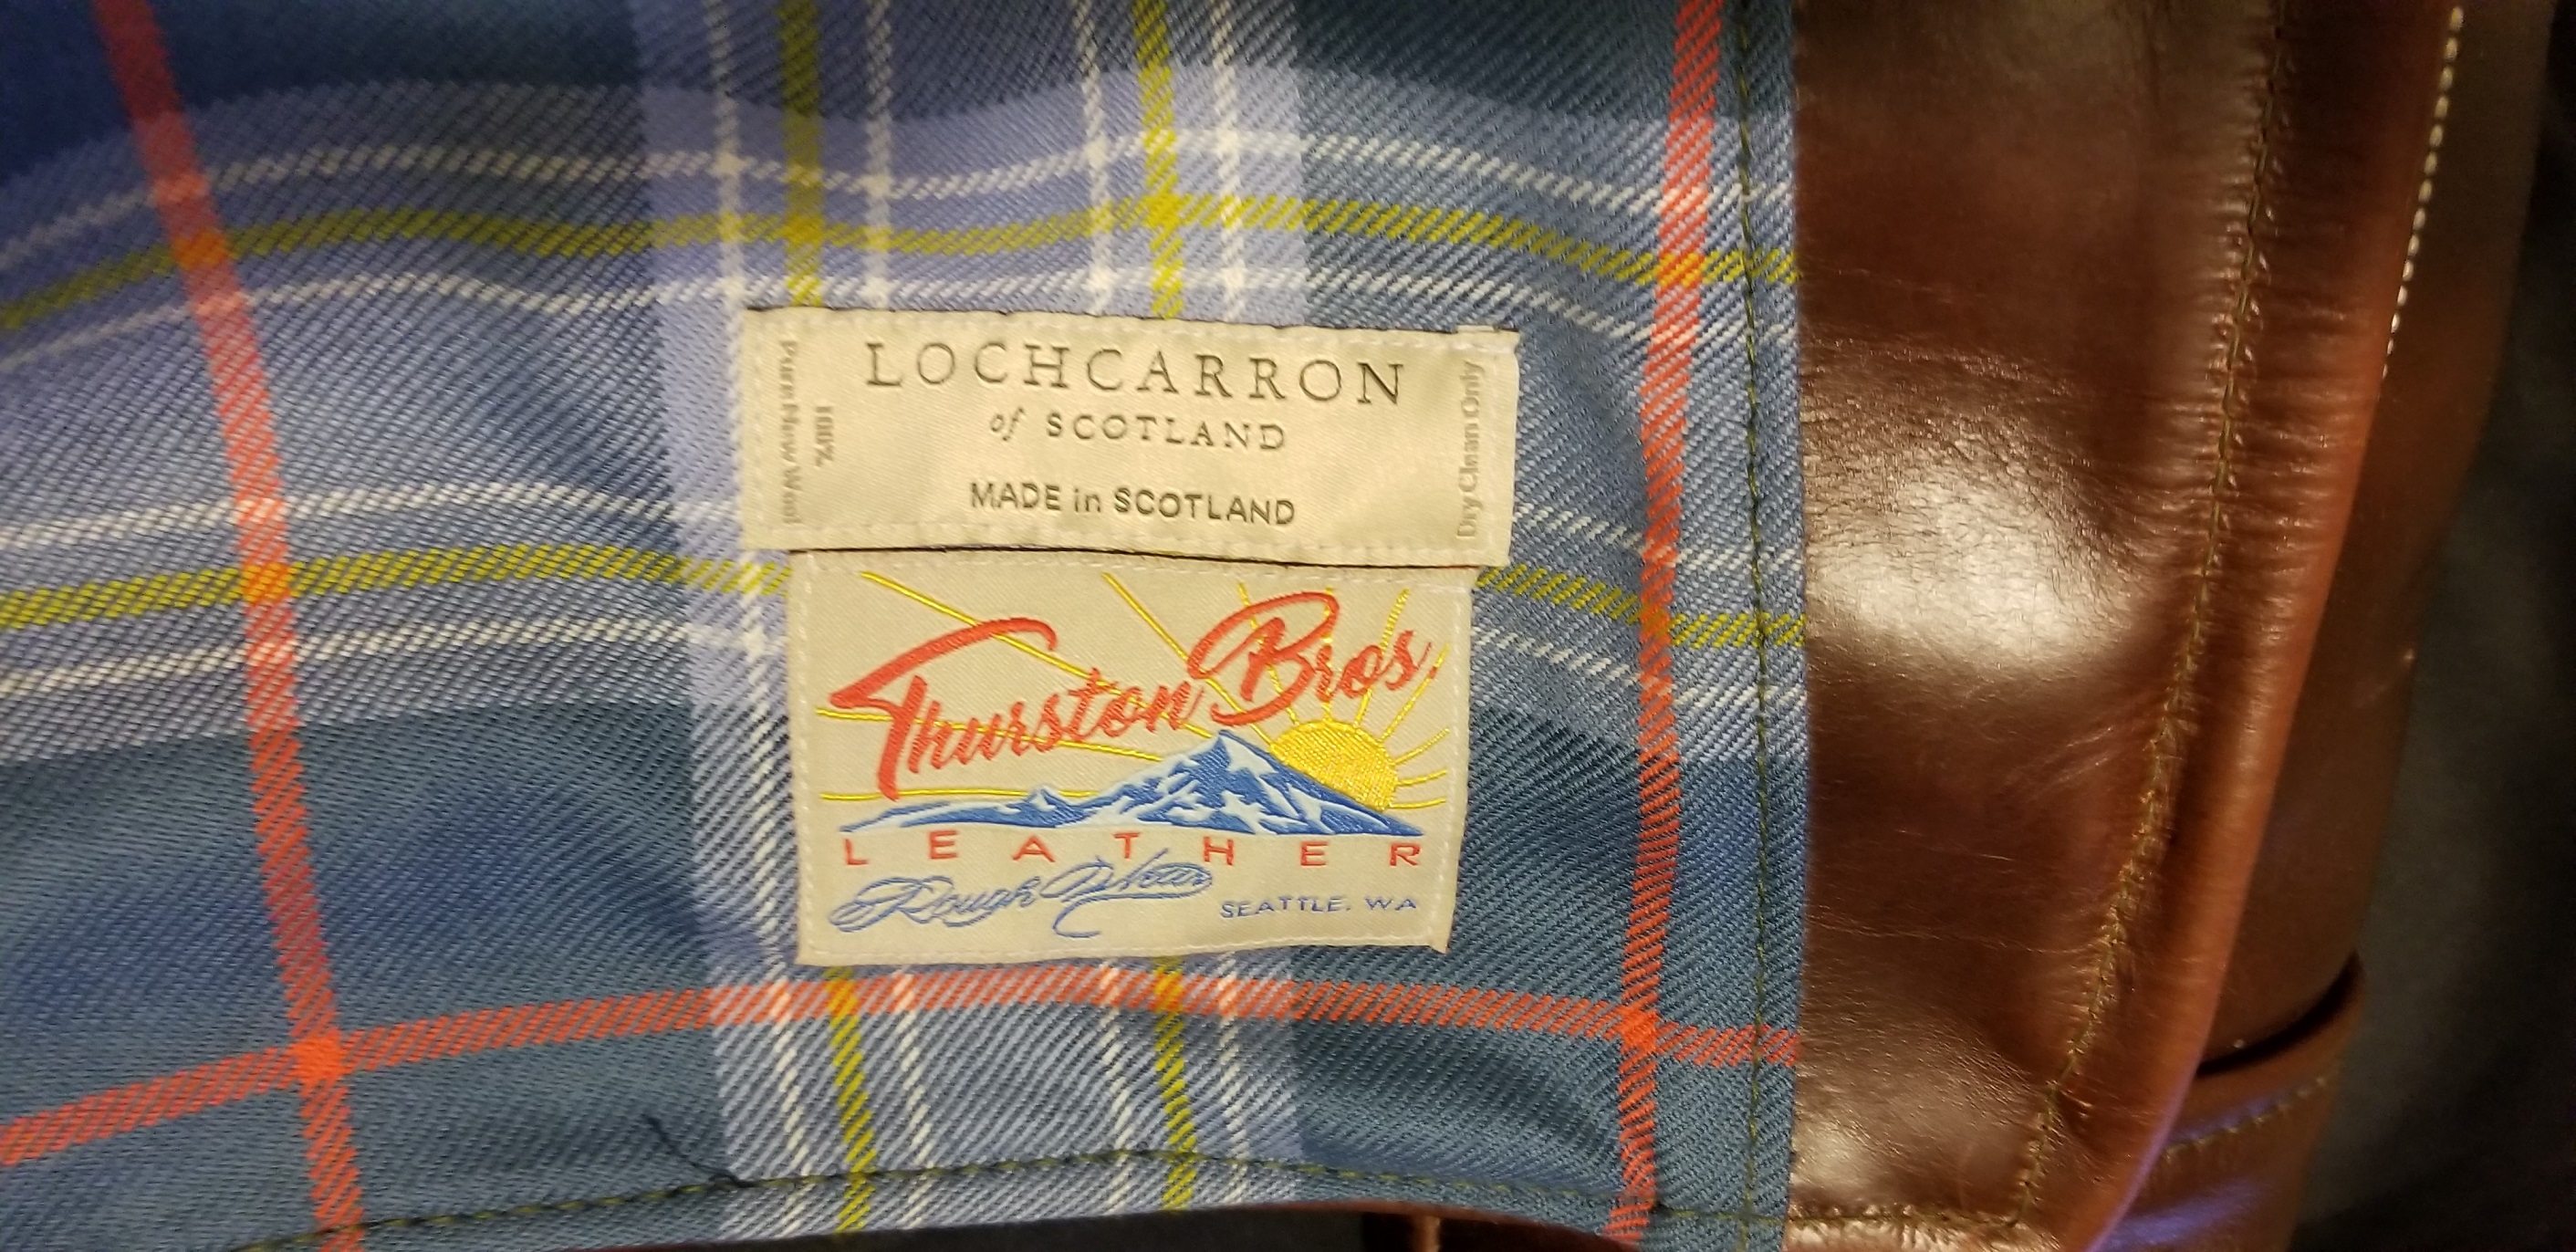 LOCHCARRON
of SCOTLAND
MADE in SCOTLAND
100%
Pure New Wool
Dry Clean Only
Thurston Bros.
LEATHER
Rough Wear
SEATTLE, WA